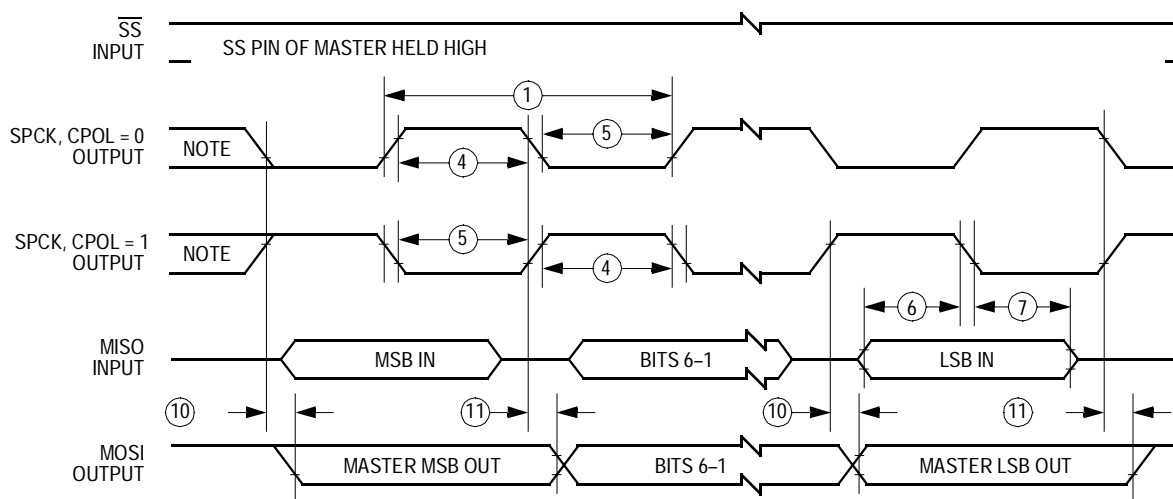 SS
INPUT
SS PIN OF MASTER HELD HIGH
1
SPCK, CPOL = 0
OUTPUT
NOTE
5
4
SPCK, CPOL = 1
OUTPUT
NOTE
5
4
6
7
MISO
INPUT
MSB IN
BITS 6–1
LSB IN
10
11
10
11
MOSI
OUTPUT
MASTER MSB OUT
BITS 6–1
MASTER LSB OUT